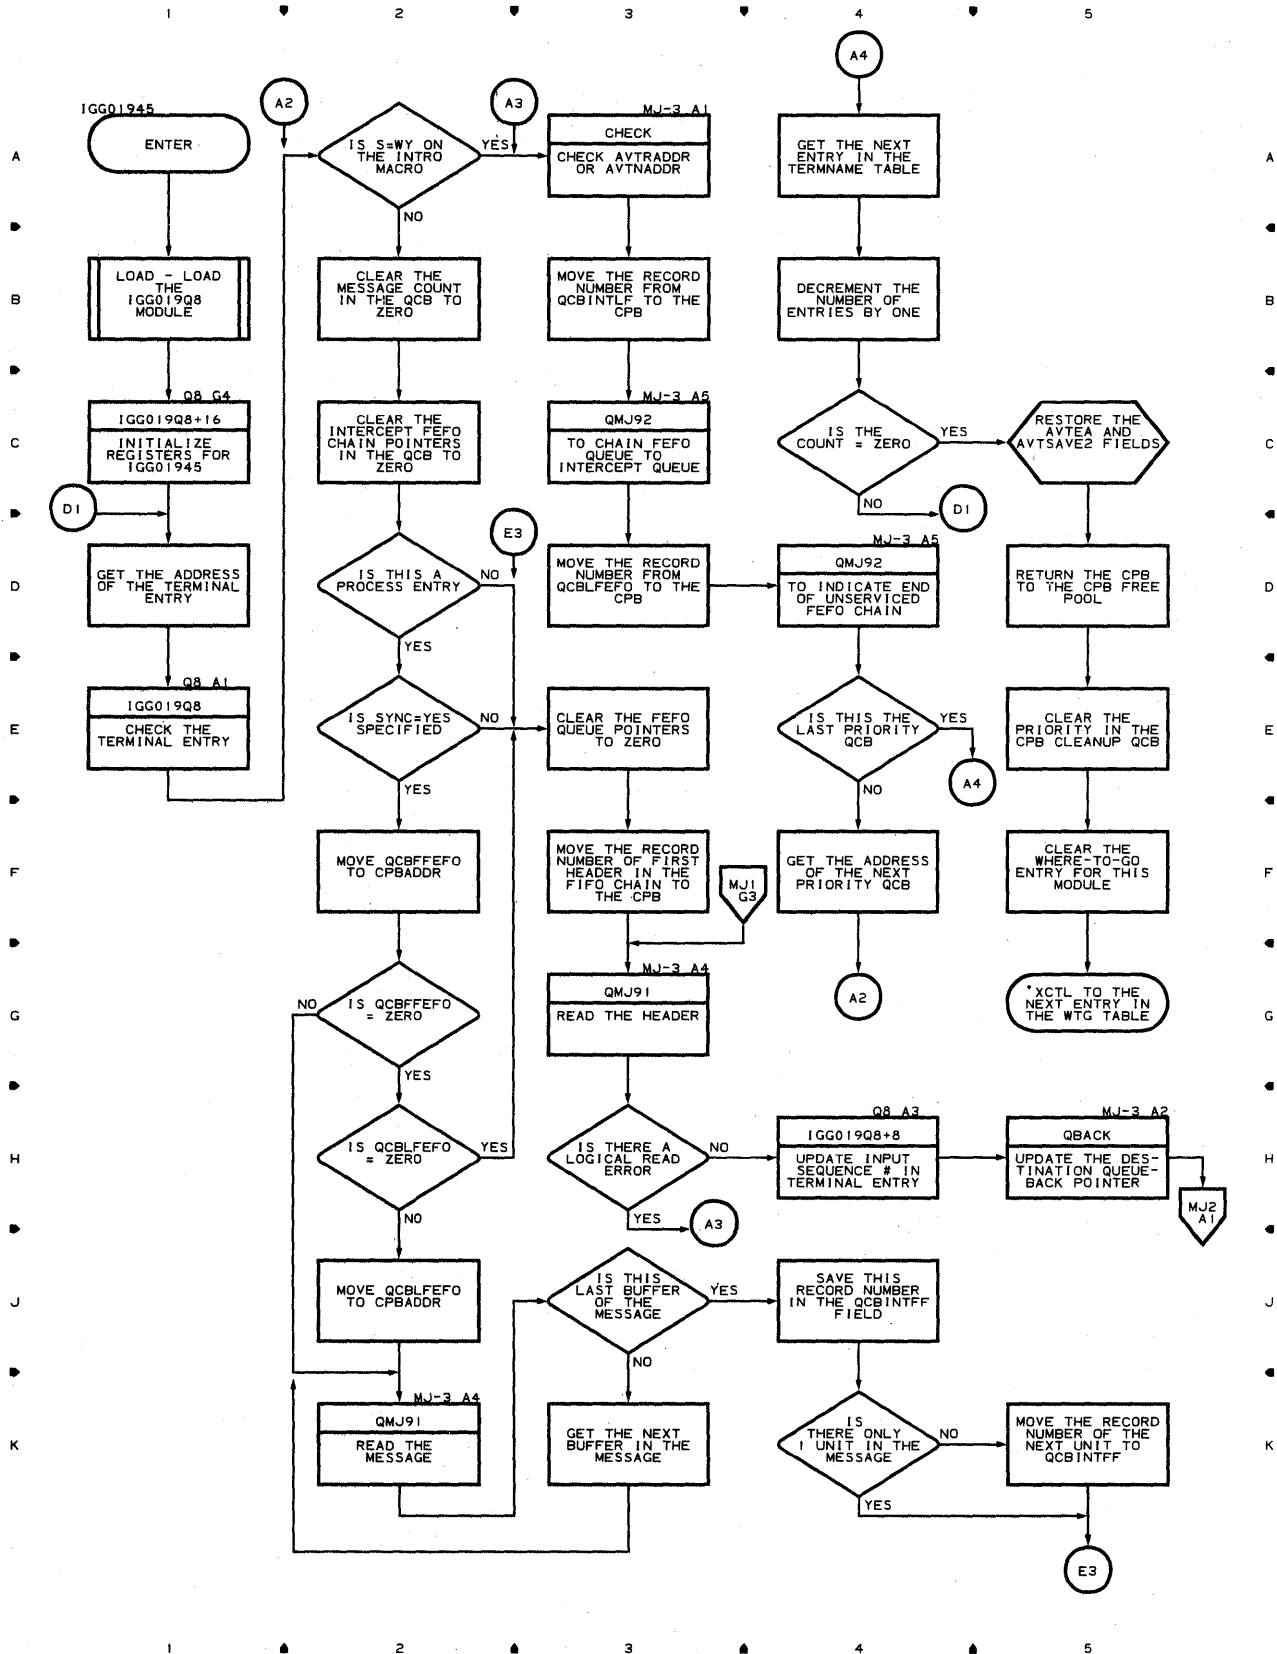 1 2 3 4 5
A4
IGG01945
A2
A3
MJ-3 A1
A
ENTER
IS S=WY ON
THE INTRO
MACRO
YES
NO
CHECK
CHECK AVTRADDR
OR AVTNADDR
GET THE NEXT
ENTRY IN THE
TERMNAME TABLE
A
B
LOAD - LOAD
THE
IGG019Q8
MODULE
CLEAR THE
MESSAGE COUNT
IN THE QCB TO
ZERO
MOVE THE RECORD
NUMBER FROM
QCBINTLF TO THE
CPB
DECREMENT THE
NUMBER OF
ENTRIES BY ONE
B
Q8 G4
MJ-3 A5
C
IGG019Q8+16
INITIALIZE
REGISTERS FOR
IGG01945
CLEAR THE
INTERCEPT FEFO
CHAIN POINTERS
IN THE QCB TO
ZERO
QMJ92
TO CHAIN FEFO
QUEUE TO
INTERCEPT QUEUE
IS THE
COUNT = ZERO
YES
NO
RESTORE THE
AVTEA AND
AVTSAVE2 FIELDS
C
D1
E3
D1
MJ-3 A5
D
GET THE ADDRESS
OF THE TERMINAL
ENTRY
IS THIS A
PROCESS ENTRY
NO
YES
MOVE THE RECORD
NUMBER FROM
QCBLFEFO TO THE
CPB
QMJ92
TO INDICATE END
OF UNSERVICED
FEFO CHAIN
RETURN THE CPB
TO THE CPB FREE
POOL
D
Q8 A1
E
IGG019Q8
CHECK THE
TERMINAL ENTRY
IS SYNC=YES
SPECIFIED
NO
YES
CLEAR THE FEFO
QUEUE POINTERS
TO ZERO
IS THIS THE
LAST PRIORITY
QCB
YES
NO
A4
CLEAR THE
PRIORITY IN THE
CPB CLEANUP QCB
E
F
MOVE QCBFFEFO
TO CPBADDR
MOVE THE RECORD
NUMBER OF FIRST
HEADER IN THE
FIFO CHAIN TO
THE CPB
MJ1
G3
GET THE ADDRESS
OF THE NEXT
PRIORITY QCB
CLEAR THE
WHERE-TO-GO
ENTRY FOR THIS
MODULE
F
MJ-3 A4
G
NO
IS QCBFFEFO
= ZERO
YES
QMJ91
READ THE HEADER
A2
*XCTL TO THE
NEXT ENTRY IN
THE WTG TABLE
G
Q8 A3
MJ-3 A2
H
IS QCBLFEFO
= ZERO
YES
NO
IS THERE A
LOGICAL READ
ERROR
NO
YES
A3
IGG019Q8+8
UPDATE INPUT
SEQUENCE # IN
TERMINAL ENTRY
QBACK
UPDATE THE DES-
TINATION QUEUE-
BACK POINTER
MJ2
A1
H
J
MOVE QCBLFEFO
TO CPBADDR
IS THIS
LAST BUFFER
OF THE
MESSAGE
YES
NO
SAVE THIS
RECORD NUMBER
IN THE QCBINTFF
FIELD
J
MJ-3 A4
K
QMJ91
READ THE
MESSAGE
GET THE NEXT
BUFFER IN THE
MESSAGE
IS
THERE ONLY
1 UNIT IN THE
MESSAGE
NO
YES
MOVE THE RECORD
NUMBER OF THE
NEXT UNIT TO
QCBINTFF
K
E3
1 2 3 4 5